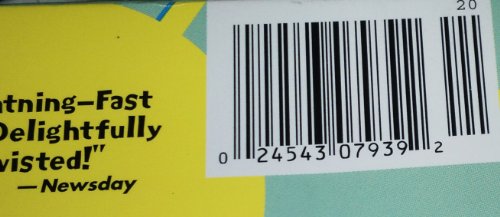 20
ntning–Fast
Delightfully
wisted!"
—Newsday
0 24543 07939 2